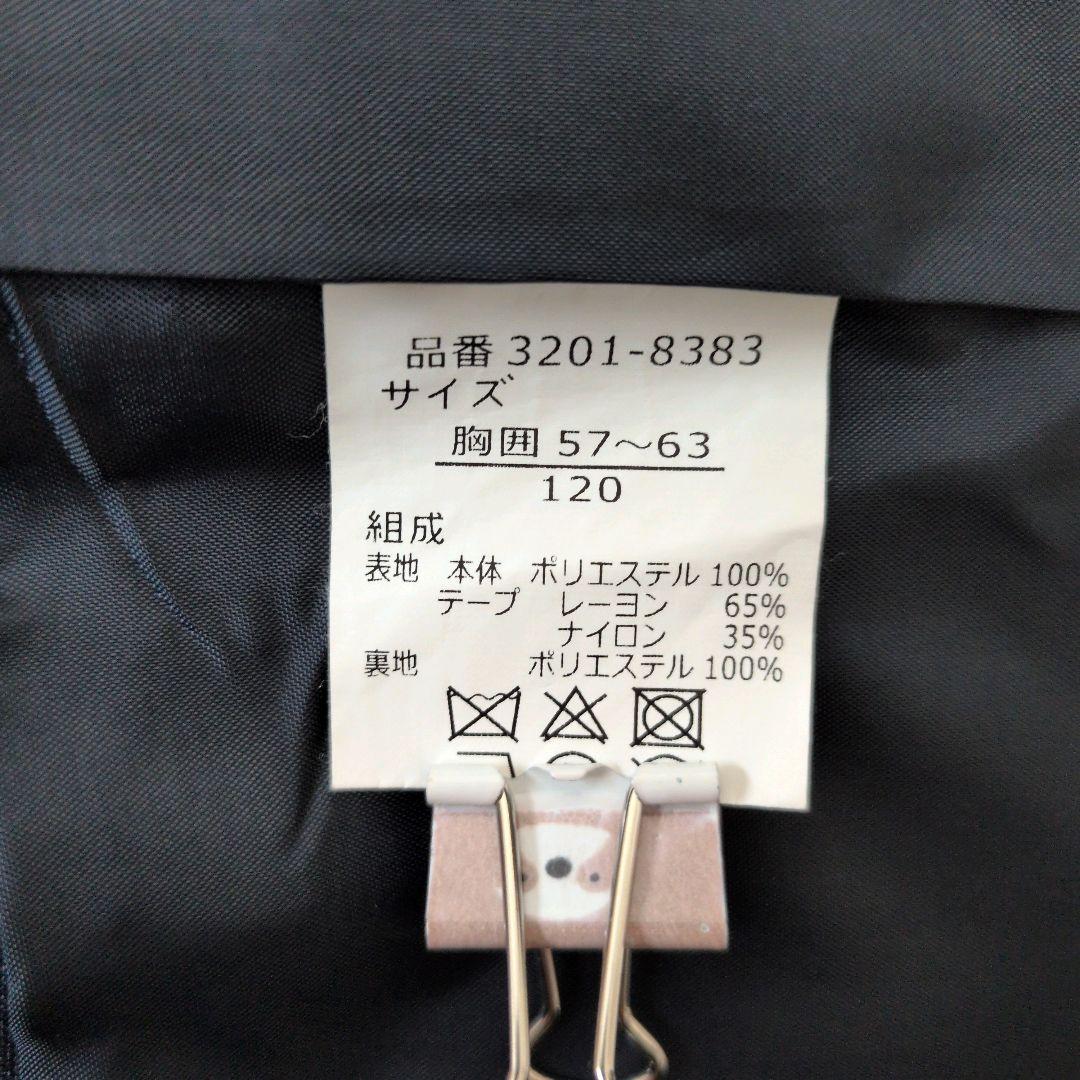 品番 3201-8383
サイズ
胸囲 57～63
120
組成
表地 本体 ポリエステル 100%
テープ レーヨン 65%
ナイロン 35%
裏地 ポリエステル 100%